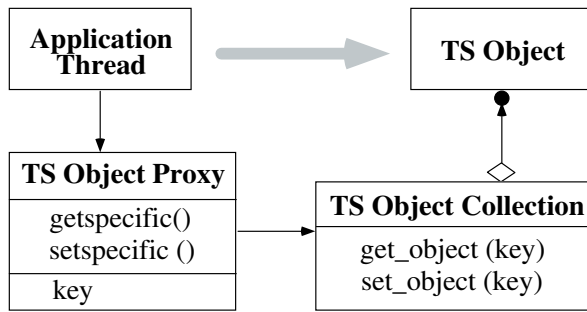 Application
Thread
TS Object
TS Object Proxy
getspecific()
setspecific ()
key
TS Object Collection
get_object (key)
set_object (key)